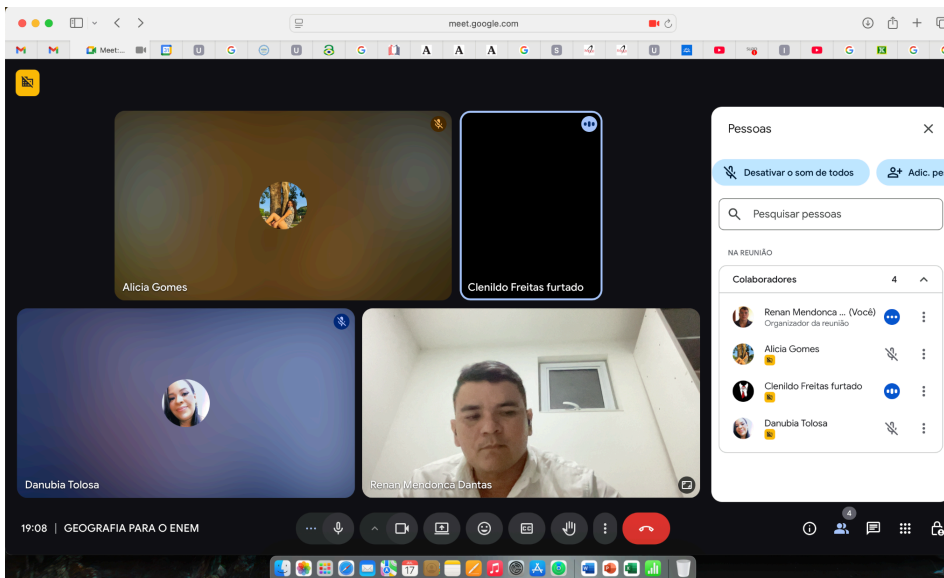 meet.google.com
Meet:...
Pessoas
Desativar o som de todos
Adic. pe
Pesquisar pessoas
NA REUNIÃO
Colaboradores 4
Renan Mendonca ... (Você)
Organizador da reunião
Alicia Gomes
Clenildo Freitas furtado
Danubia Tolosa
Alicia Gomes
Clenildo Freitas furtado
Danubia Tolosa
Renan Mendonca Dantas
19:08 | GEOGRAFIA PARA O ENEM
4
17